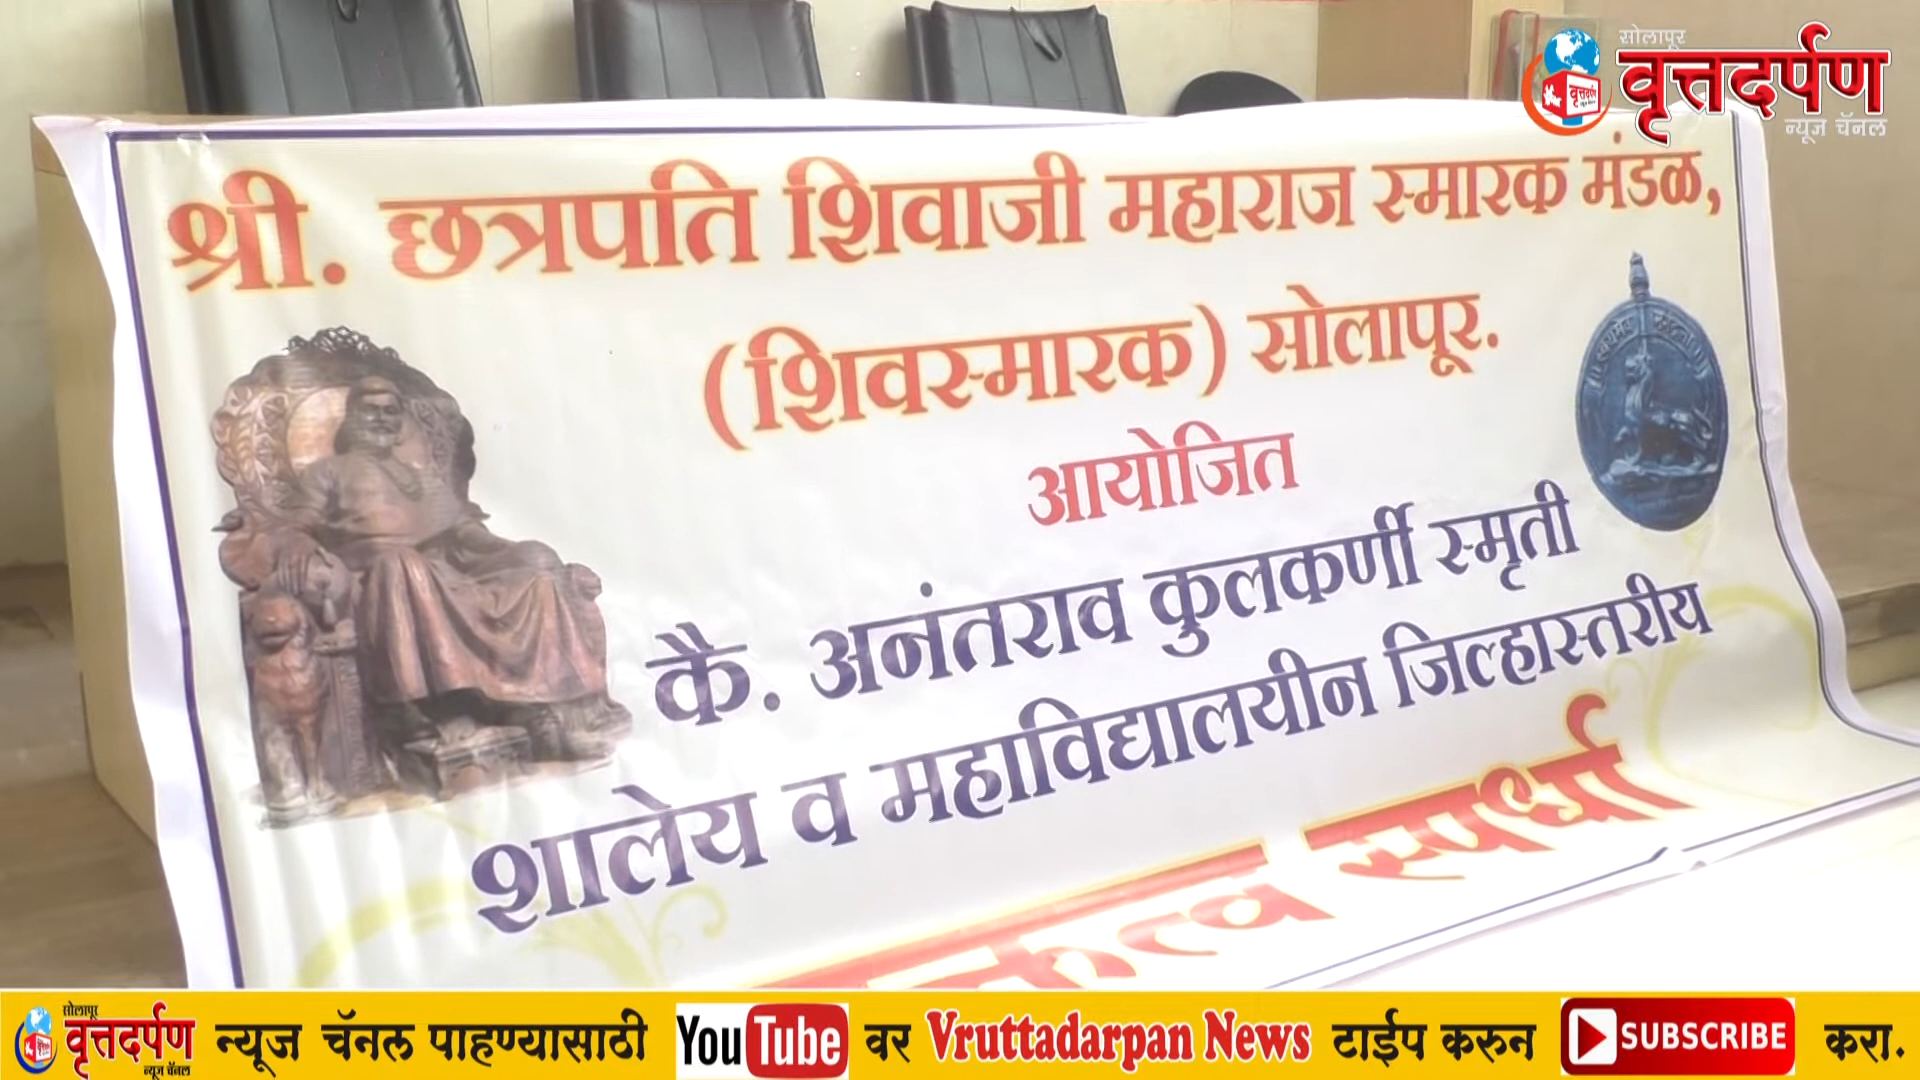 सोलापूर
वृत्तदर्पण
न्यूज चॅनल
श्री. छत्रपति शिवाजी महाराज स्मारक मंडळ,
(शिवस्मारक) सोलापूर.
आयोजित
कै. अनंतराव कुलकर्णी स्मृती
शालेय व महाविद्यालयीन जिल्हास्तरीय
स्पर्धा
सोलापूर
वृत्तदर्पण
न्यूज चॅनल
न्यूज चॅनल पाहण्यासाठी YouTube वर Vruttadarpan News टाईप करुन SUBSCRIBE करा.